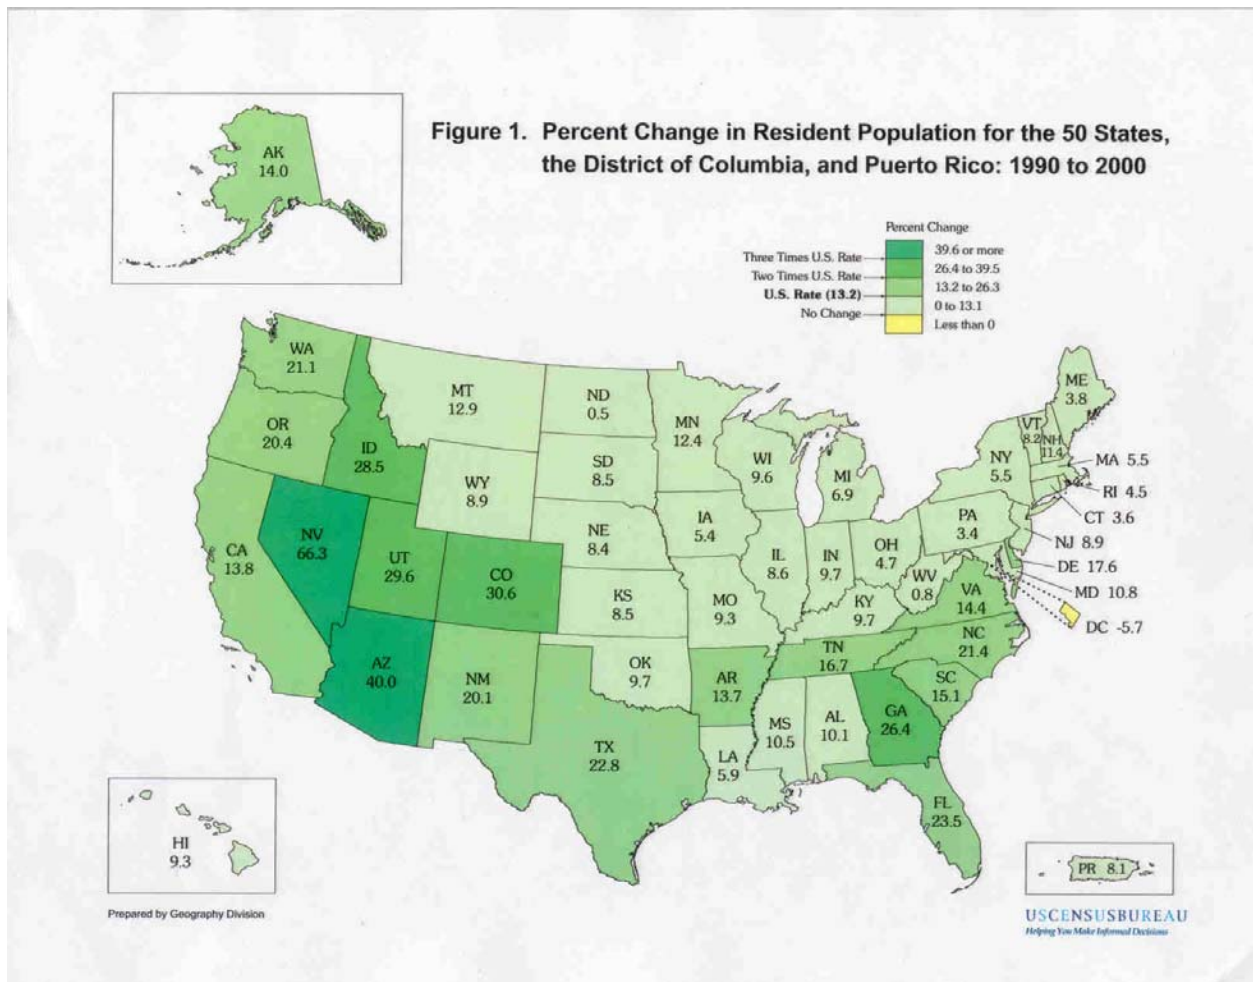 Figure 1. Percent Change in Resident Population for the 50 States,
the District of Columbia, and Puerto Rico: 1990 to 2000
AK
14.0
Percent Change
39.6 or more
Three Times U.S. Rate
26.4 to 39.5
Two Times U.S. Rate
13.2 to 26.3
U.S. Rate (13.2)
0 to 13.1
No Change
Less than 0
WA
21.1
MT
12.9
ND
0.5
MN
12.4
ME
3.8
VT
8.2
NH
11.4
OR
20.4
ID
28.5
SD
8.5
WI
9.6
MI
6.9
NY
5.5
MA 5.5
RI 4.5
CT 3.6
WY
8.9
IA
5.4
PA
3.4
NJ 8.9
NV
66.3
NE
8.4
CA
13.8
UT
29.6
CO
30.6
IL
8.6
IN
9.7
OH
4.7
DE 17.6
WV
0.8
VA
14.4
MD 10.8
DC -5.7
KS
8.5
MO
9.3
KY
9.7
NC
21.4
TN
16.7
AZ
40.0
NM
20.1
OK
9.7
AR
13.7
SC
15.1
MS
10.5
AL
10.1
GA
26.4
TX
22.8
LA
5.9
FL
23.5
HI
9.3
PR 8.1
Prepared by Geography Division
USCENSUSBUREAU
Helping You Make Informed Decisions